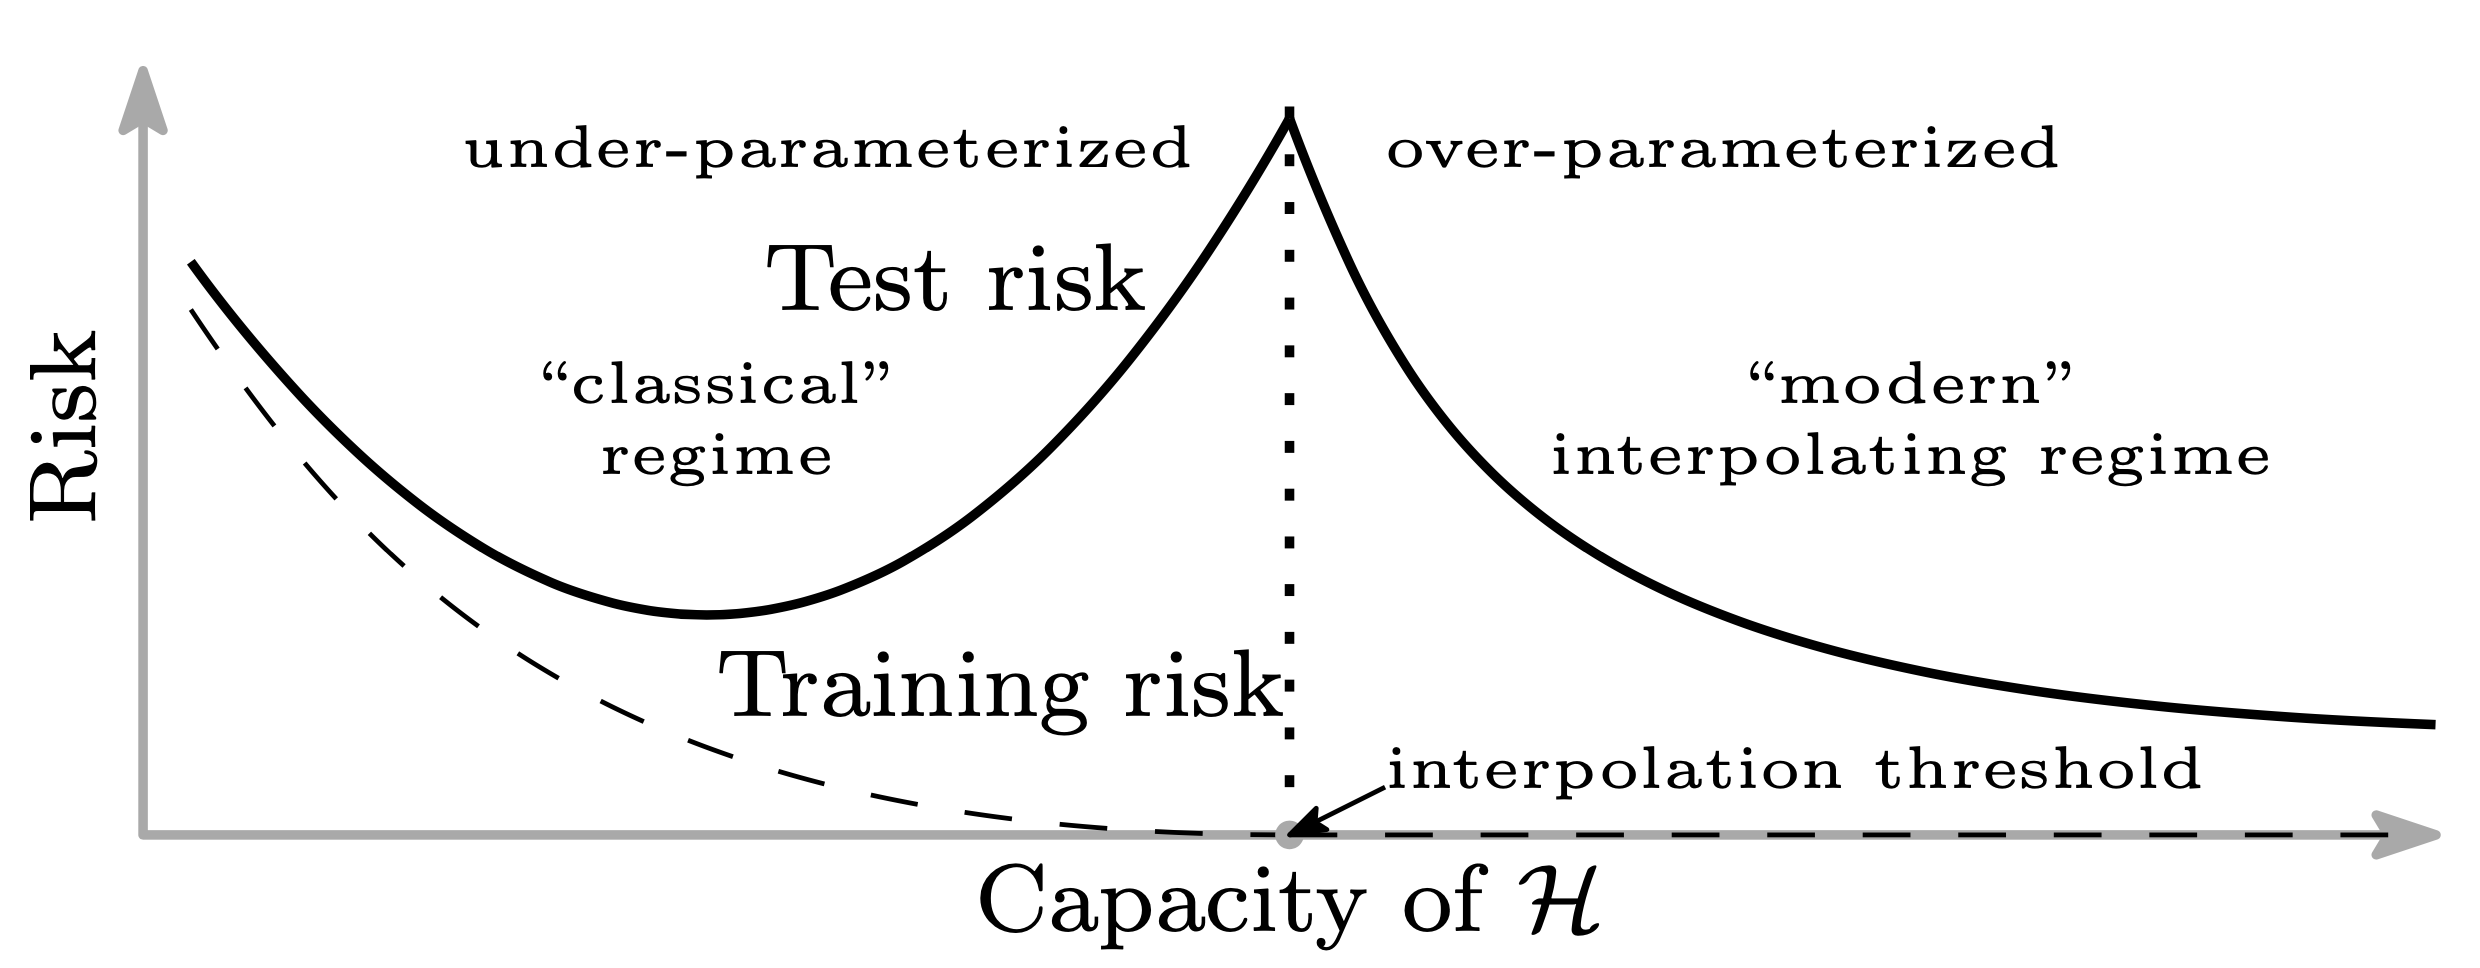 under-parameterized
over-parameterized
Test risk
Risk
“classical”
regime
“modern”
interpolating regime
Training risk
interpolation threshold
Capacity of ℋ